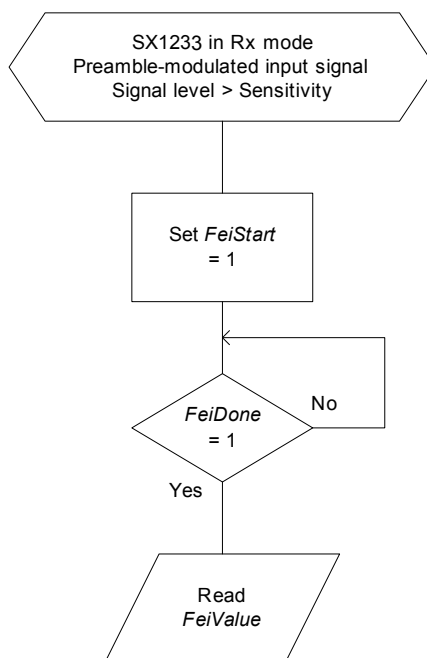 SX1233 in Rx mode
Preamble-modulated input signal
Signal level > Sensitivity
Set FeiStart
= 1
FeiDone
= 1
No
Yes
Read
FeiValue